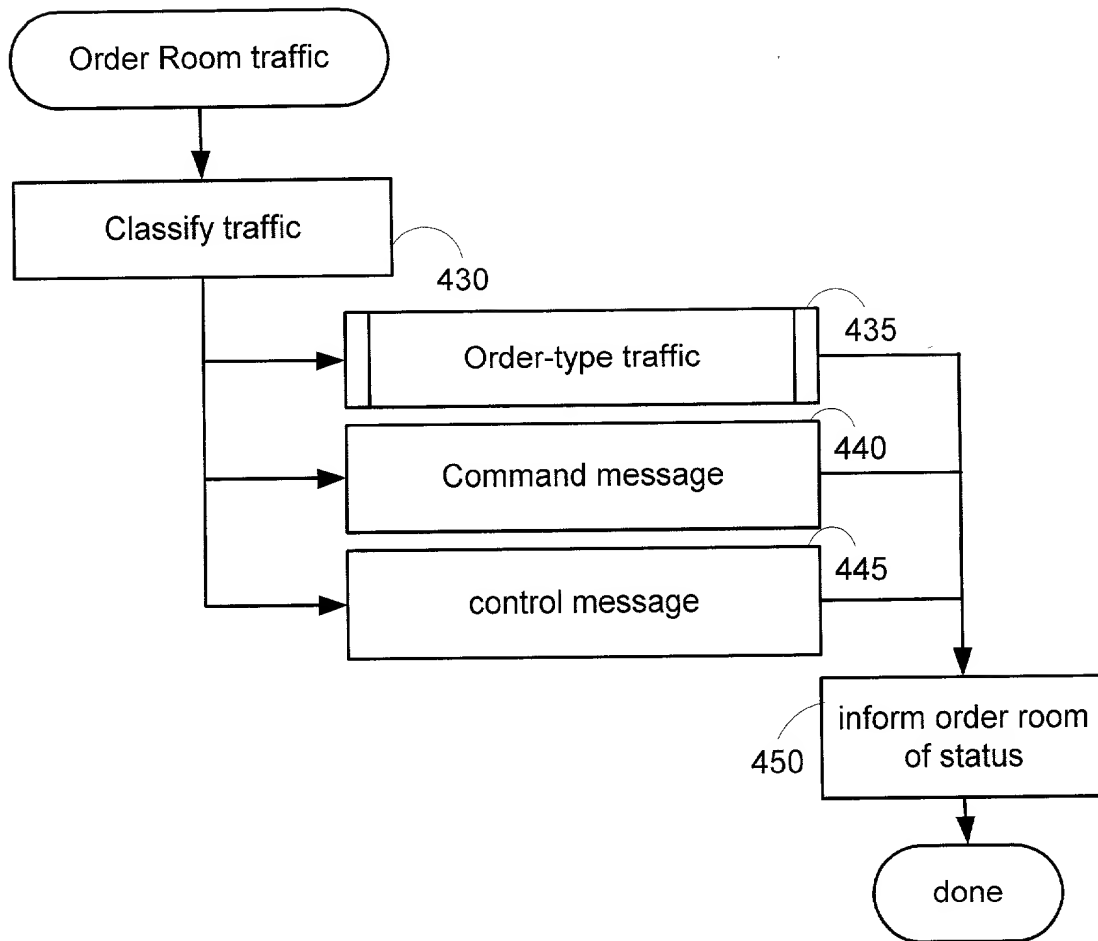 Order Room traffic
Classify traffic
430
Order-type traffic
435
Command message
440
control message
445
inform order room
of status
450
done